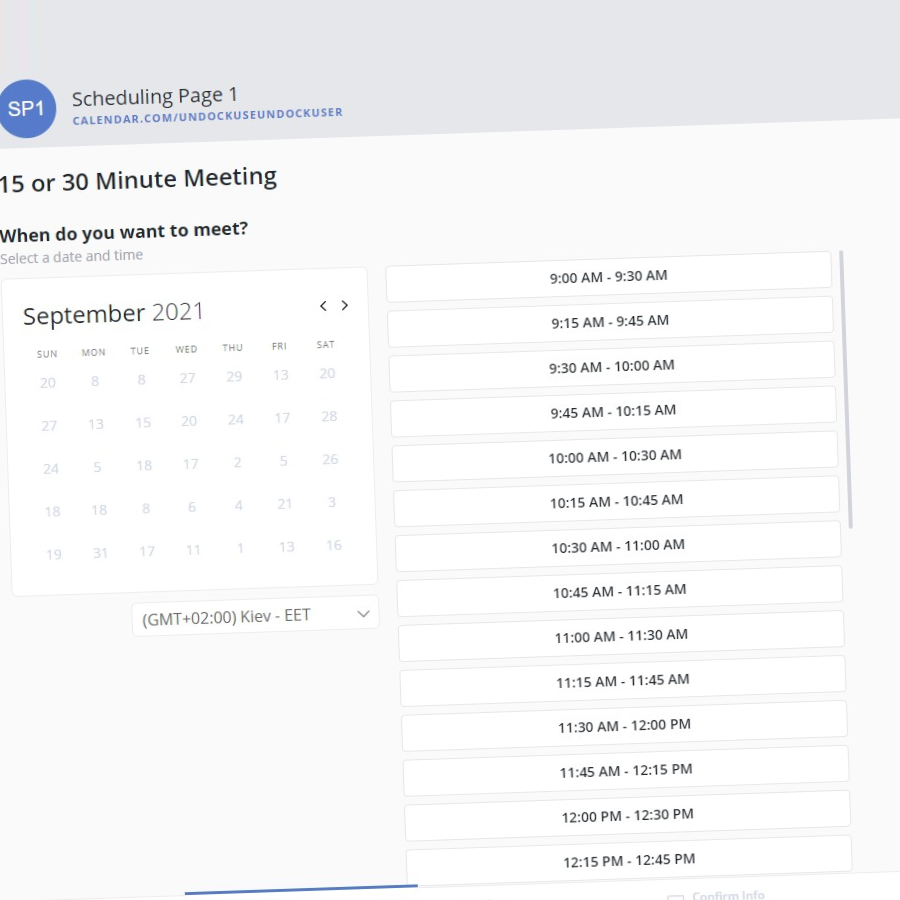 SP1
Scheduling Page 1
CALENDAR.COM/UNDOCKUSEUNDOCKUSER
15 or 30 Minute Meeting
When do you want to meet?
Select a date and time
September 2021
SUN MON TUE WED THU FRI SAT
20 8 8 27 29 13 20
27 13 15 20 24 17 28
24 5 18 17 2 5 26
18 18 8 6 4 21 3
19 31 17 11 1 13 16
(GMT+02:00) Kiev - EET
9:00 AM - 9:30 AM
9:15 AM - 9:45 AM
9:30 AM - 10:00 AM
9:45 AM - 10:15 AM
10:00 AM - 10:30 AM
10:15 AM - 10:45 AM
10:30 AM - 11:00 AM
10:45 AM - 11:15 AM
11:00 AM - 11:30 AM
11:15 AM - 11:45 AM
11:30 AM - 12:00 PM
11:45 AM - 12:15 PM
12:00 PM - 12:30 PM
12:15 PM - 12:45 PM
Confirm Info